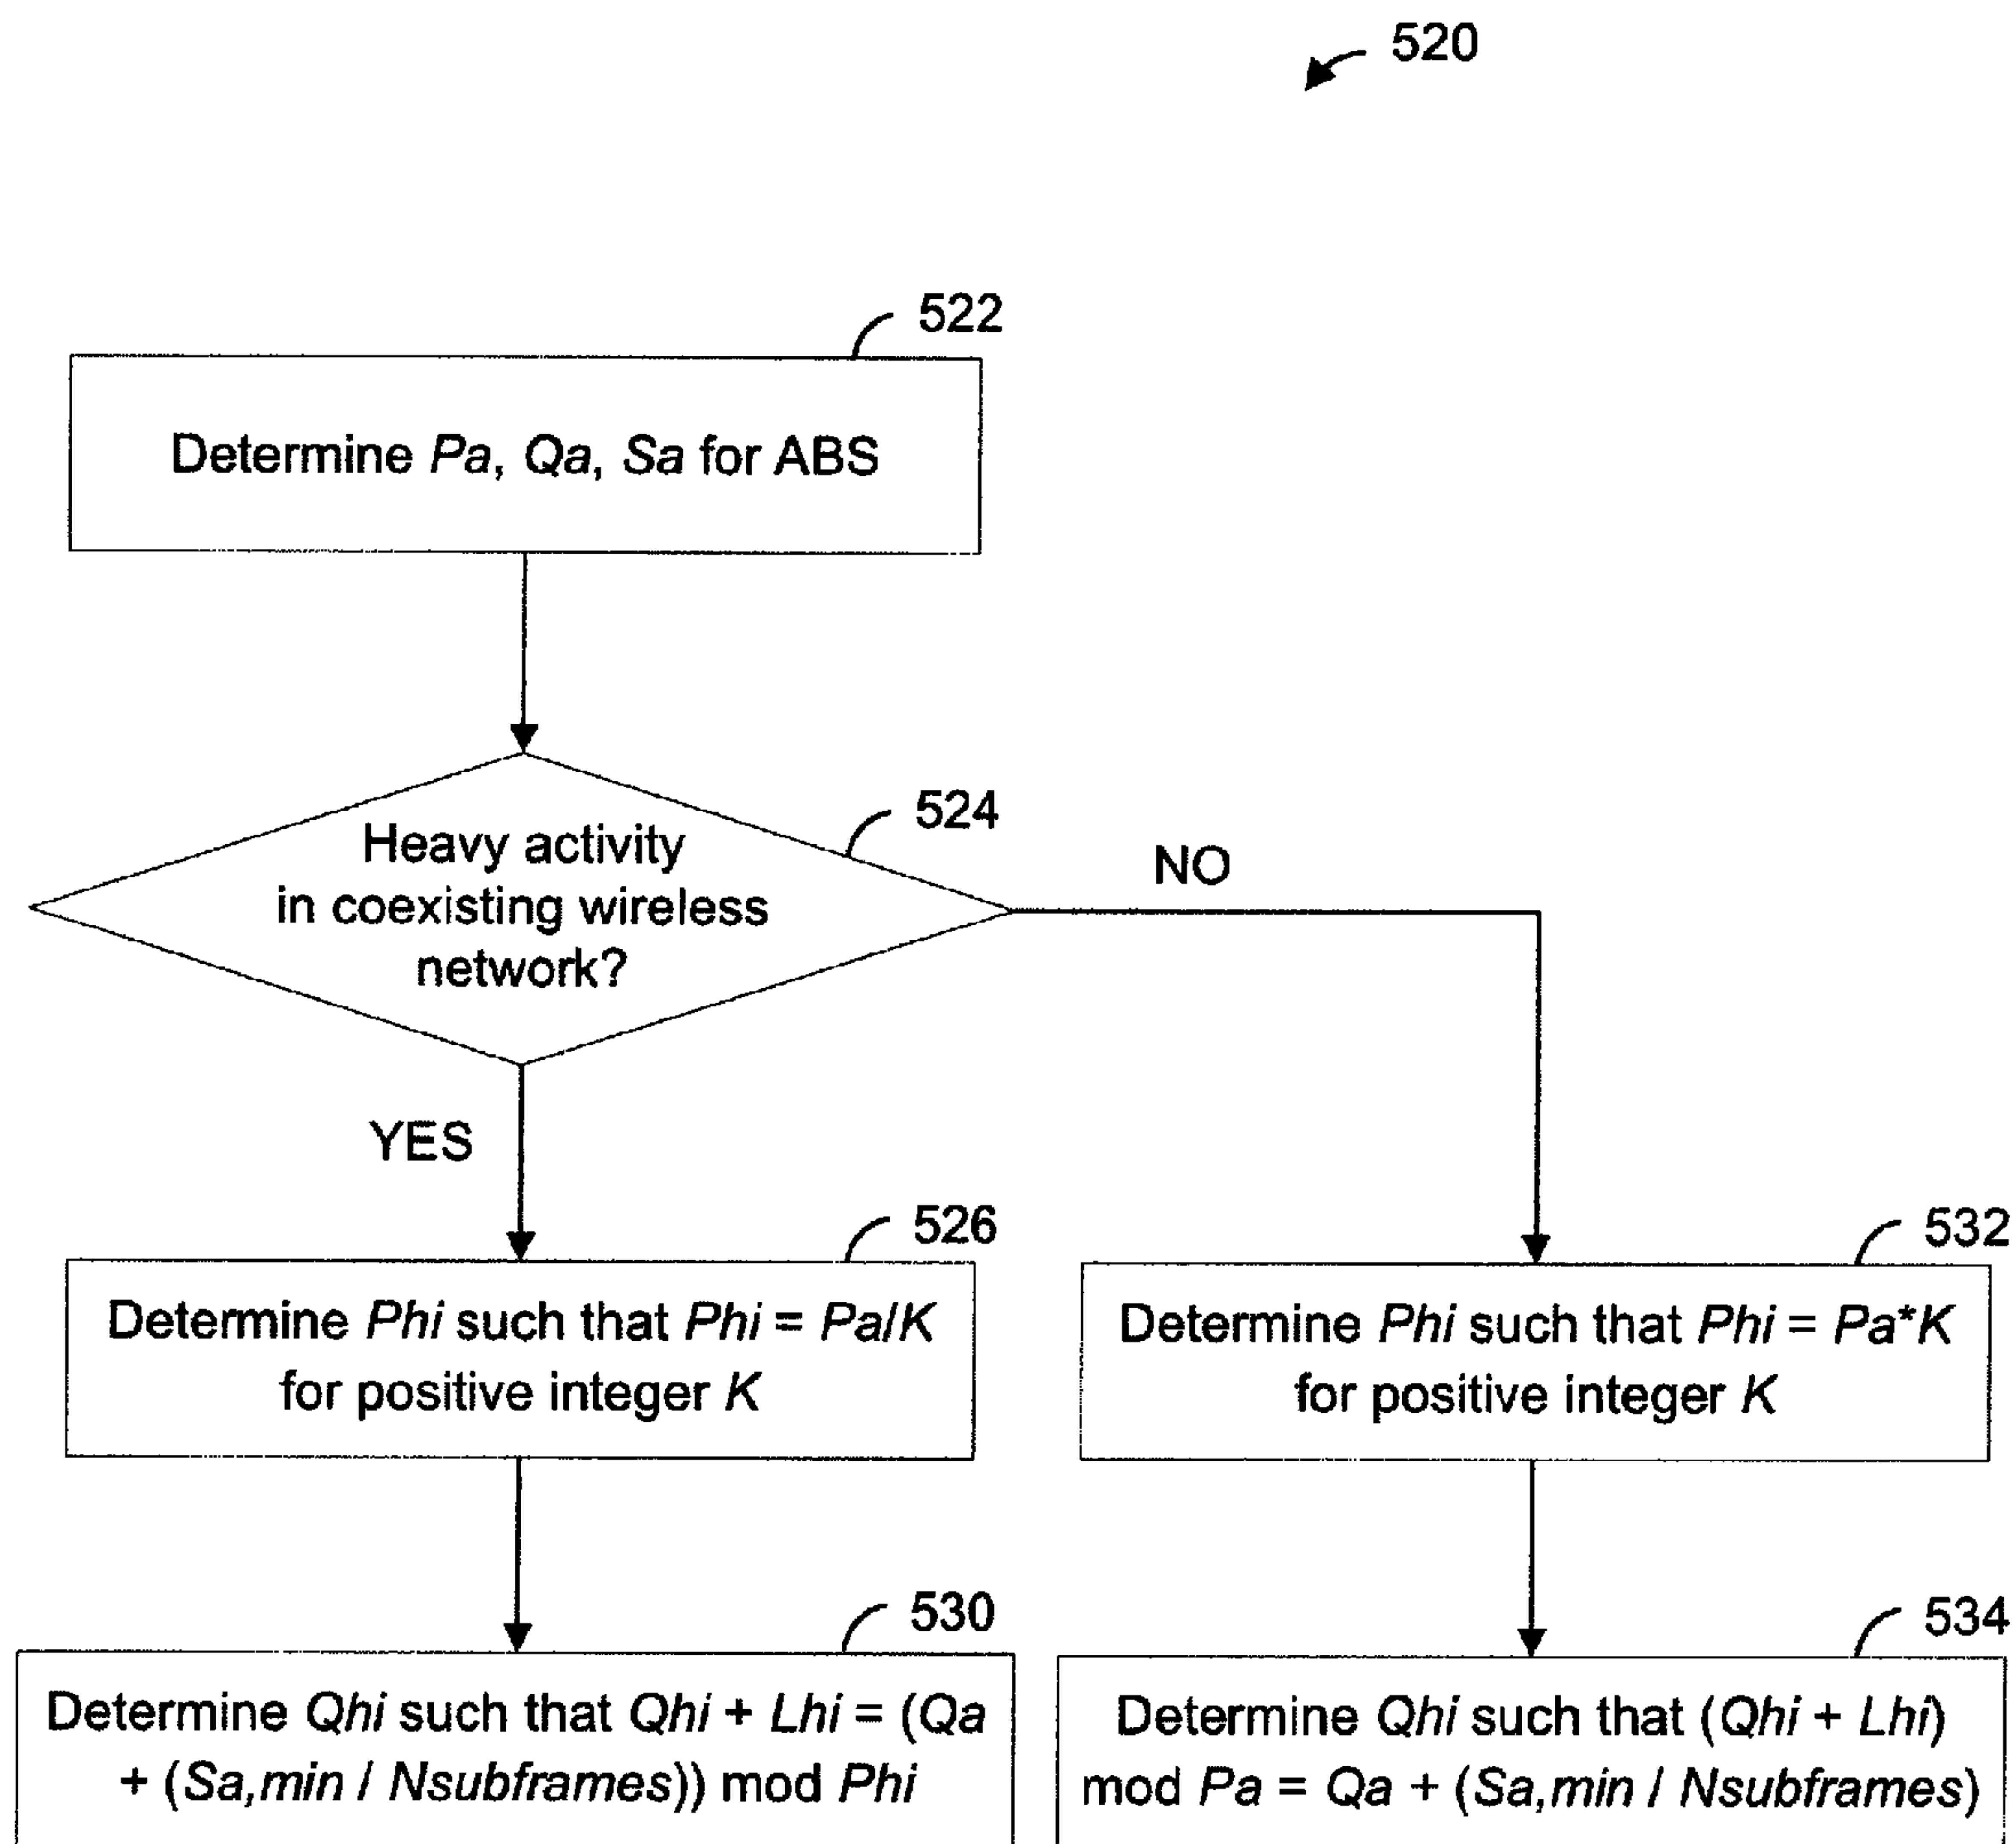 520
522
Determine Pa, Qa, Sa for ABS
524
Heavy activity
in coexisting wireless
network?
NO
YES
526
Determine Phi such that Phi = Pa/K
for positive integer K
532
Determine Phi such that Phi = Pa*K
for positive integer K
530
Determine Qhi such that Qhi + Lhi = (Qa
+ (Sa,min / Nsubframes)) mod Phi
534
Determine Qhi such that (Qhi + Lhi)
mod Pa = Qa + (Sa,min / Nsubframes)